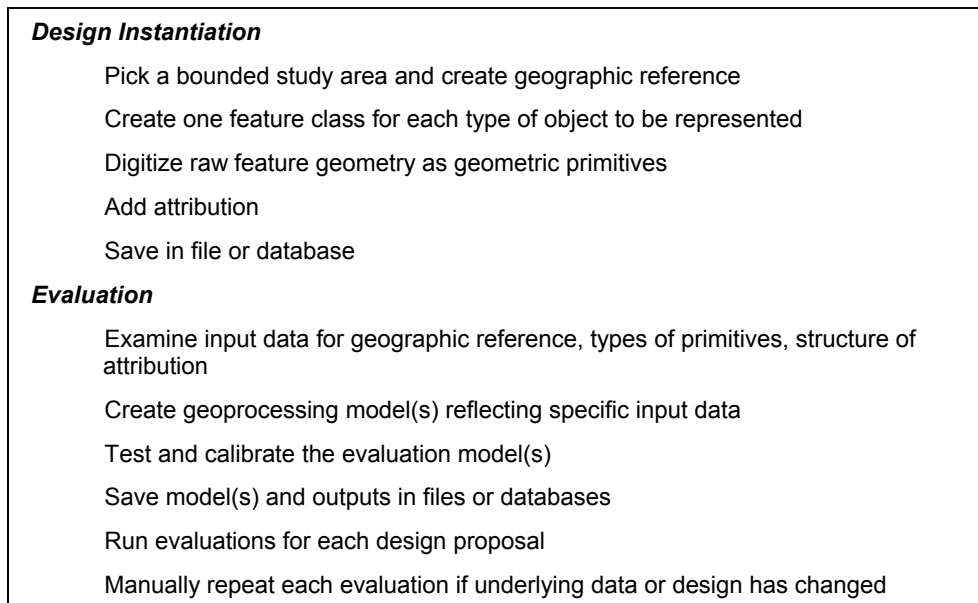 Design Instantiation
Pick a bounded study area and create geographic reference
Create one feature class for each type of object to be represented
Digitize raw feature geometry as geometric primitives
Add attribution
Save in file or database
Evaluation
Examine input data for geographic reference, types of primitives, structure of
attribution
Create geoprocessing model(s) reflecting specific input data
Test and calibrate the evaluation model(s)
Save model(s) and outputs in files or databases
Run evaluations for each design proposal
Manually repeat each evaluation if underlying data or design has changed